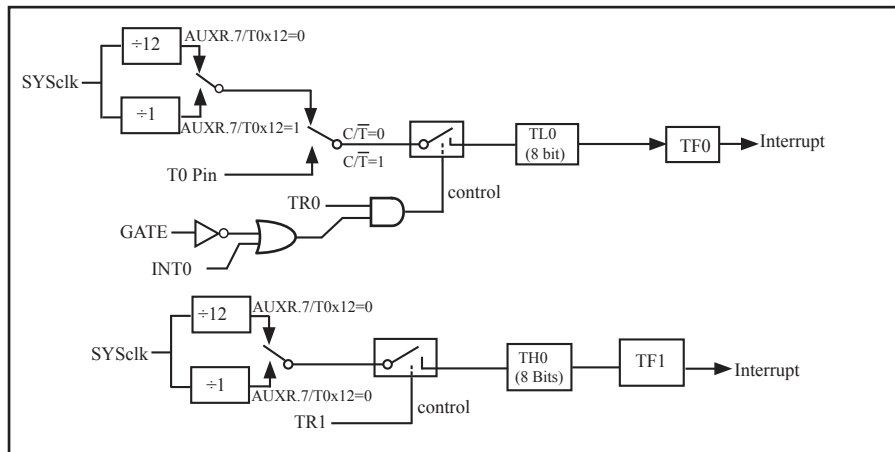 ÷12
AUXR.7/T0x12=0
SYSclk
÷1
AUXR.7/T0x12=1
C/T̅=0
C/T̅=1
TL0
(8 bit)
TF0
Interrupt
T0 Pin
control
TR0
GATE
INT0
÷12
AUXR.7/T0x12=0
SYSclk
÷1
AUXR.7/T0x12=0
TH0
(8 Bits)
TF1
Interrupt
control
TR1